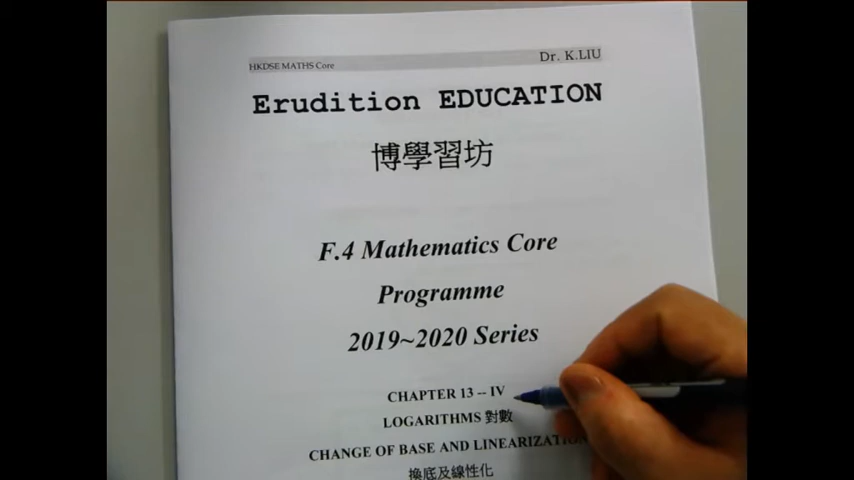 HKDSE MATHS Core
Dr. K.LIU
Erudition EDUCATION
博學習坊
F.4 Mathematics Core
Programme
2019~2020 Series
CHAPTER 13 -- IV
LOGARITHMS 對數
CHANGE OF BASE AND LINEARIZATION
換底及線性化